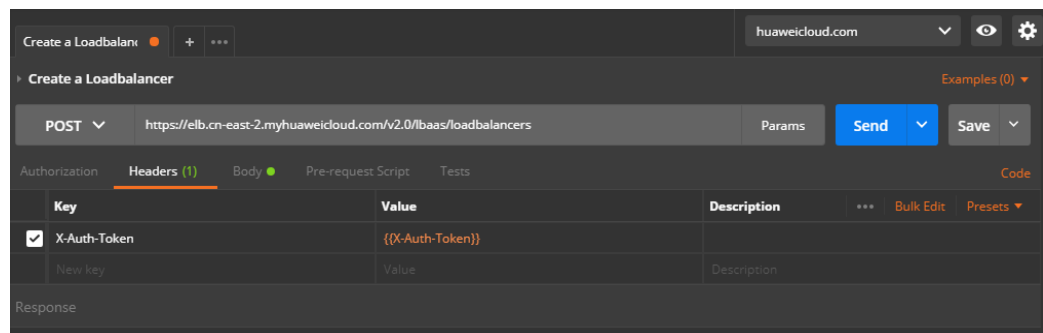 Create a Loadbalanc + ••• huaweicloud.com
Create a Loadbalancer Examples (0)
POST https://elb.cn-east-2.myhuaweicloud.com/v2.0/lbaas/loadbalancers Params Send Save
Authorization Headers (1) Body Pre-request Script Tests Code
Key Value Description ••• Bulk Edit Presets
X-Auth-Token {{X-Auth-Token}}
New key Value Description
Response